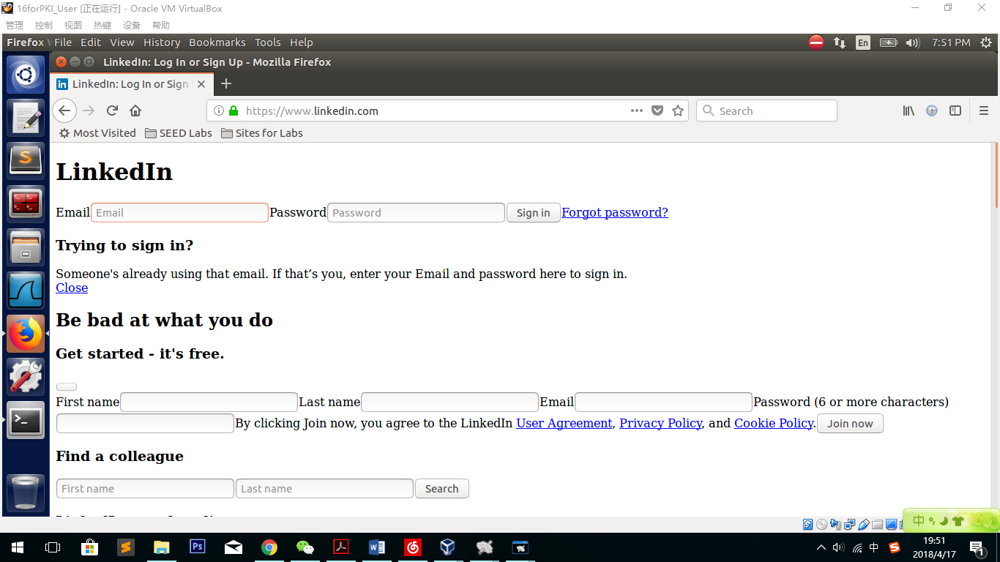 16forPKI_User [正在运行] - Oracle VM VirtualBox
管理 控制 视图 热键 设备 帮助
Firefox File Edit View History Bookmarks Tools Help En 7:51 PM
LinkedIn: Log In or Sign Up - Mozilla Firefox
LinkedIn: Log In or Sign
https://www.linkedin.com Search
Most Visited SEED Labs Sites for Labs
LinkedIn
Email Email Password Password Sign in Forgot password?
Trying to sign in?
Someone's already using that email. If that’s you, enter your Email and password here to sign in.
Close
Be bad at what you do
Get started - it's free.
First name Last name Email Password (6 or more characters)
By clicking Join now, you agree to the LinkedIn User Agreement, Privacy Policy, and Cookie Policy. Join now
Find a colleague
First name Last name Search
中
19:51
中
2018/4/17 1